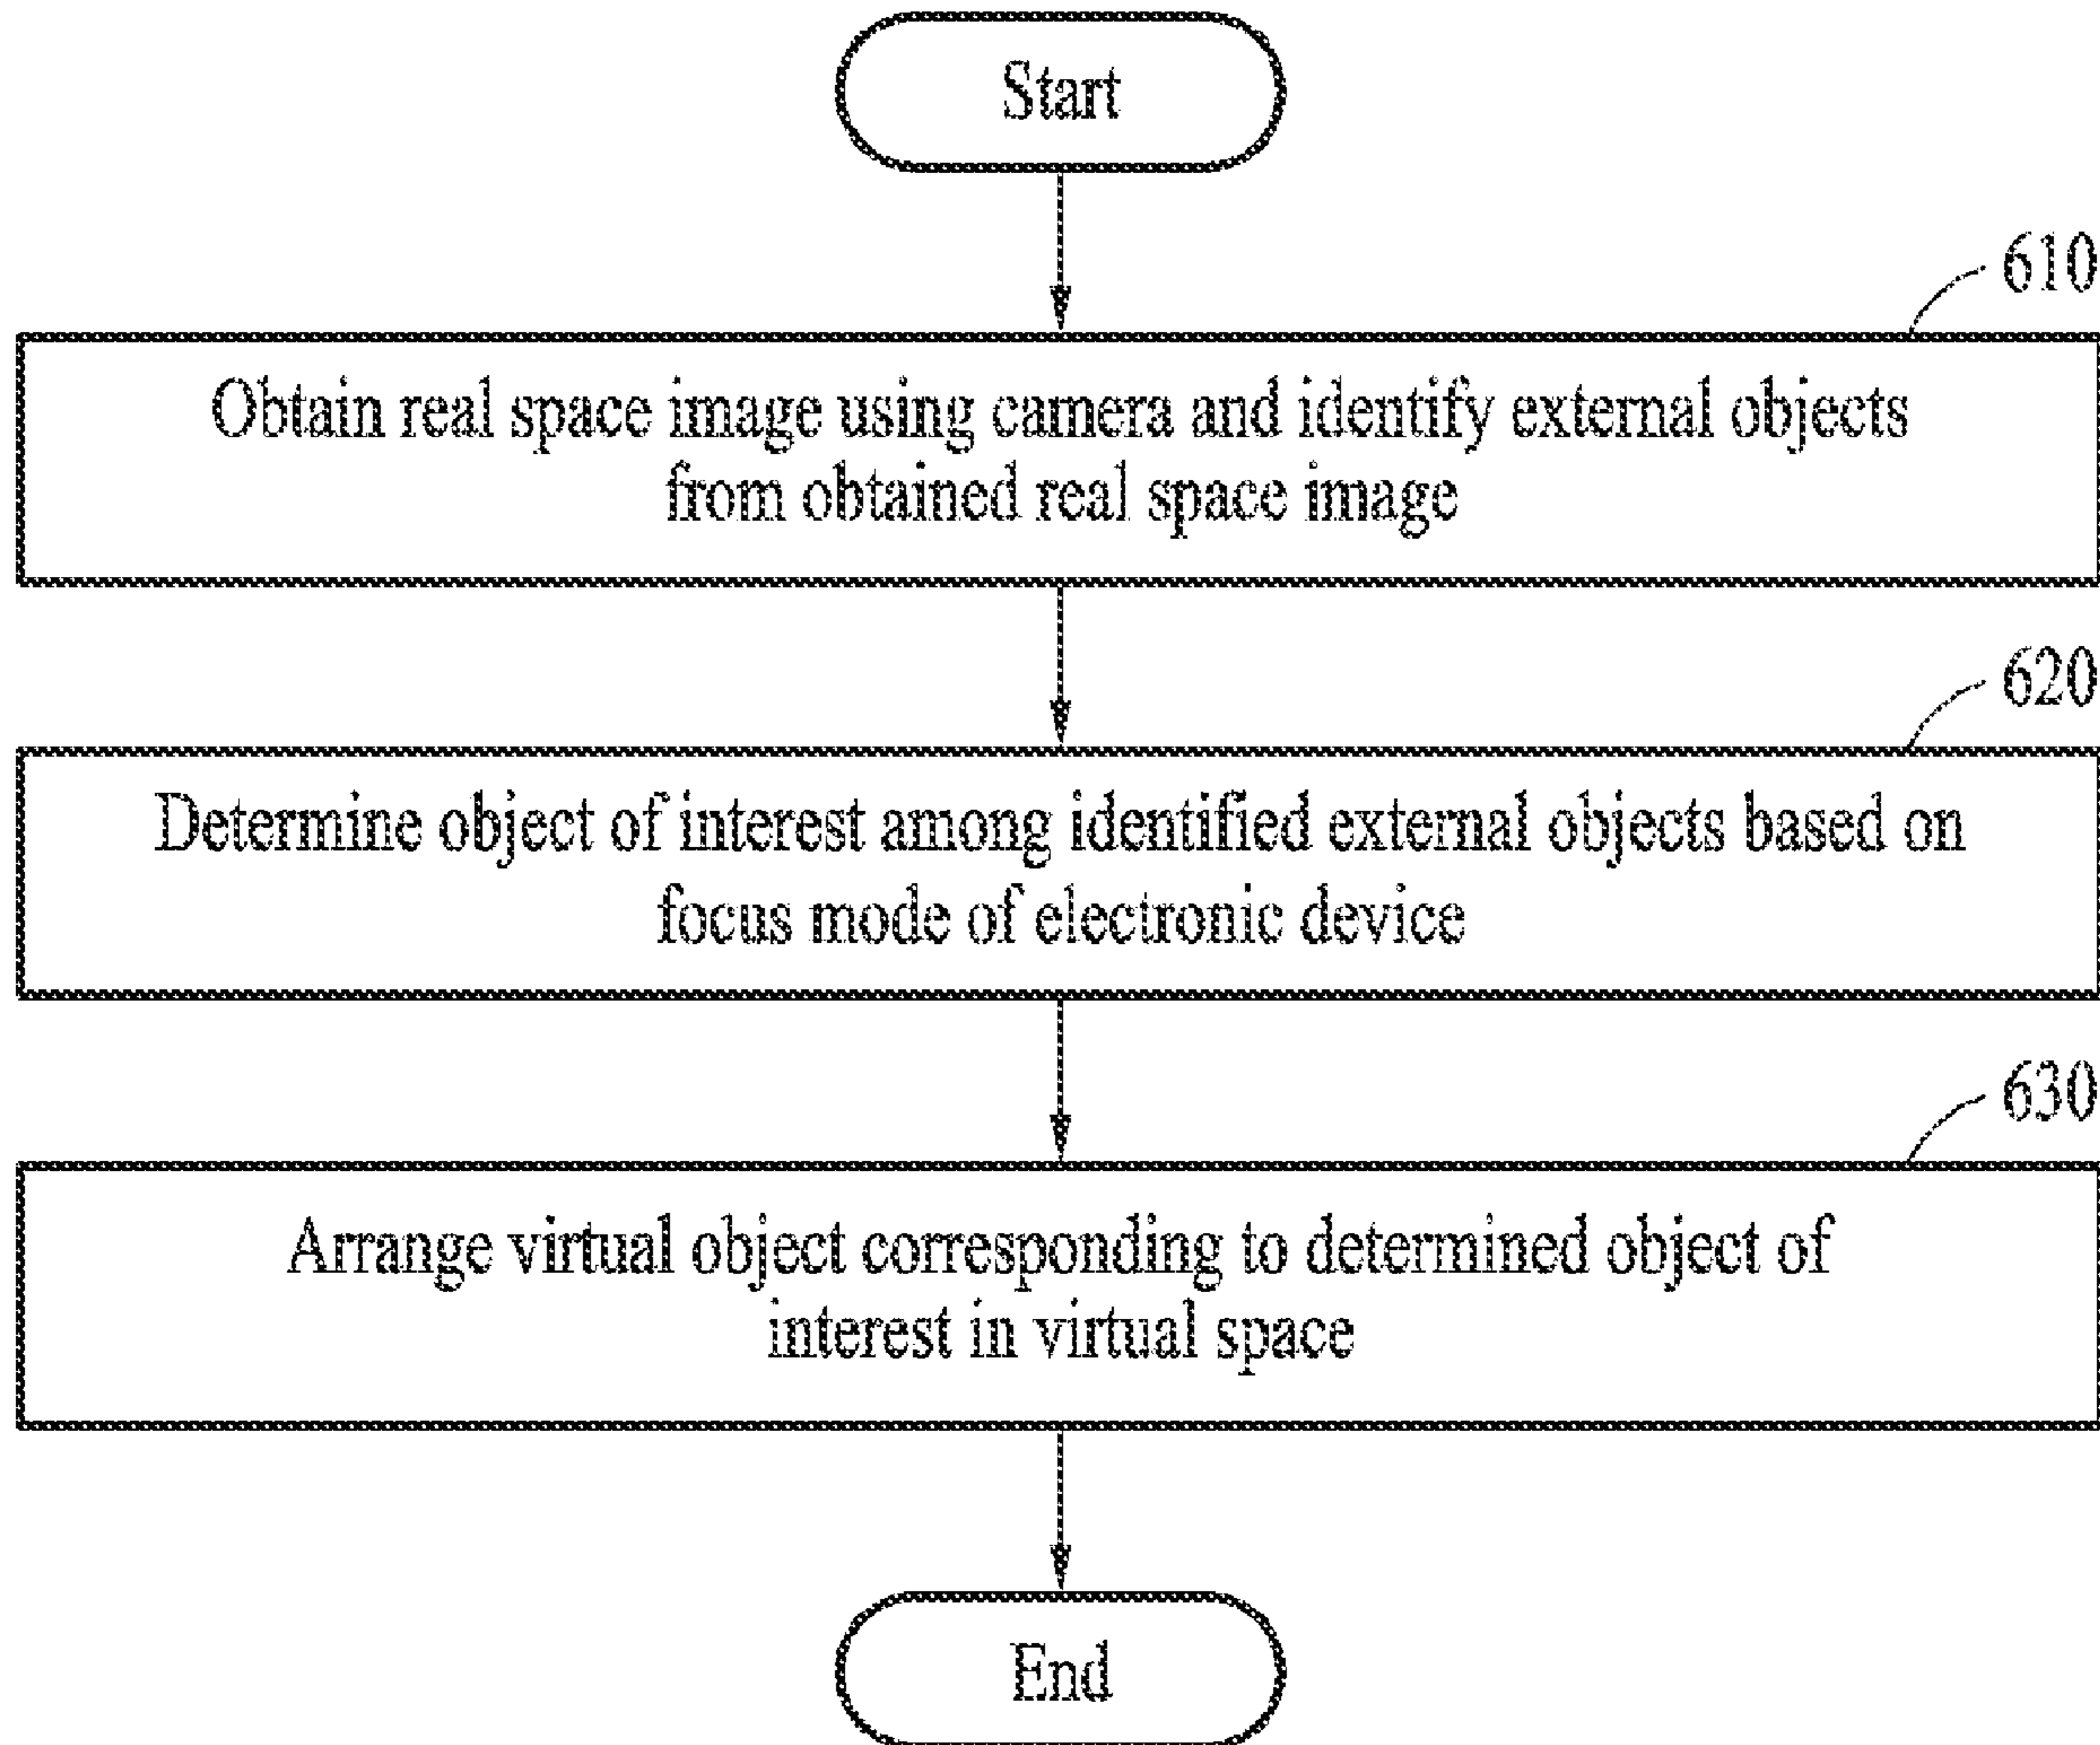 Start
610
Obtain real space image using camera and identify external objects
from obtained real space image
620
Determine object of interest among identified external objects based on
focus mode of electronic device
630
Arrange virtual object corresponding to determined object of
interest in virtual space
End